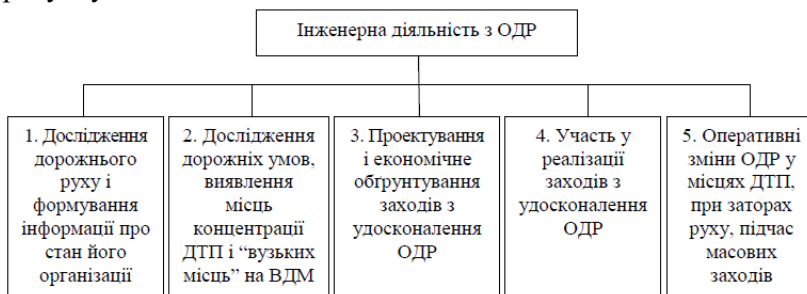 Інженерна діяльність з ОДР
1. Дослідження
дорожнього
руху і
формування
інформації про
стан його
організації
2. Дослідження
дорожніх умов,
виявлення
місць
концентрації
ДТП і “вузьких
місць” на ВДМ
3. Проектування
і економічне
обґрунтування
заходів з
удосконалення
ОДР
4. Участь у
реалізації
заходів з
удосконалення
ОДР
5. Оперативні
зміни ОДР у
місцях ДТП,
при заторах
руху, підчас
масових
заходів